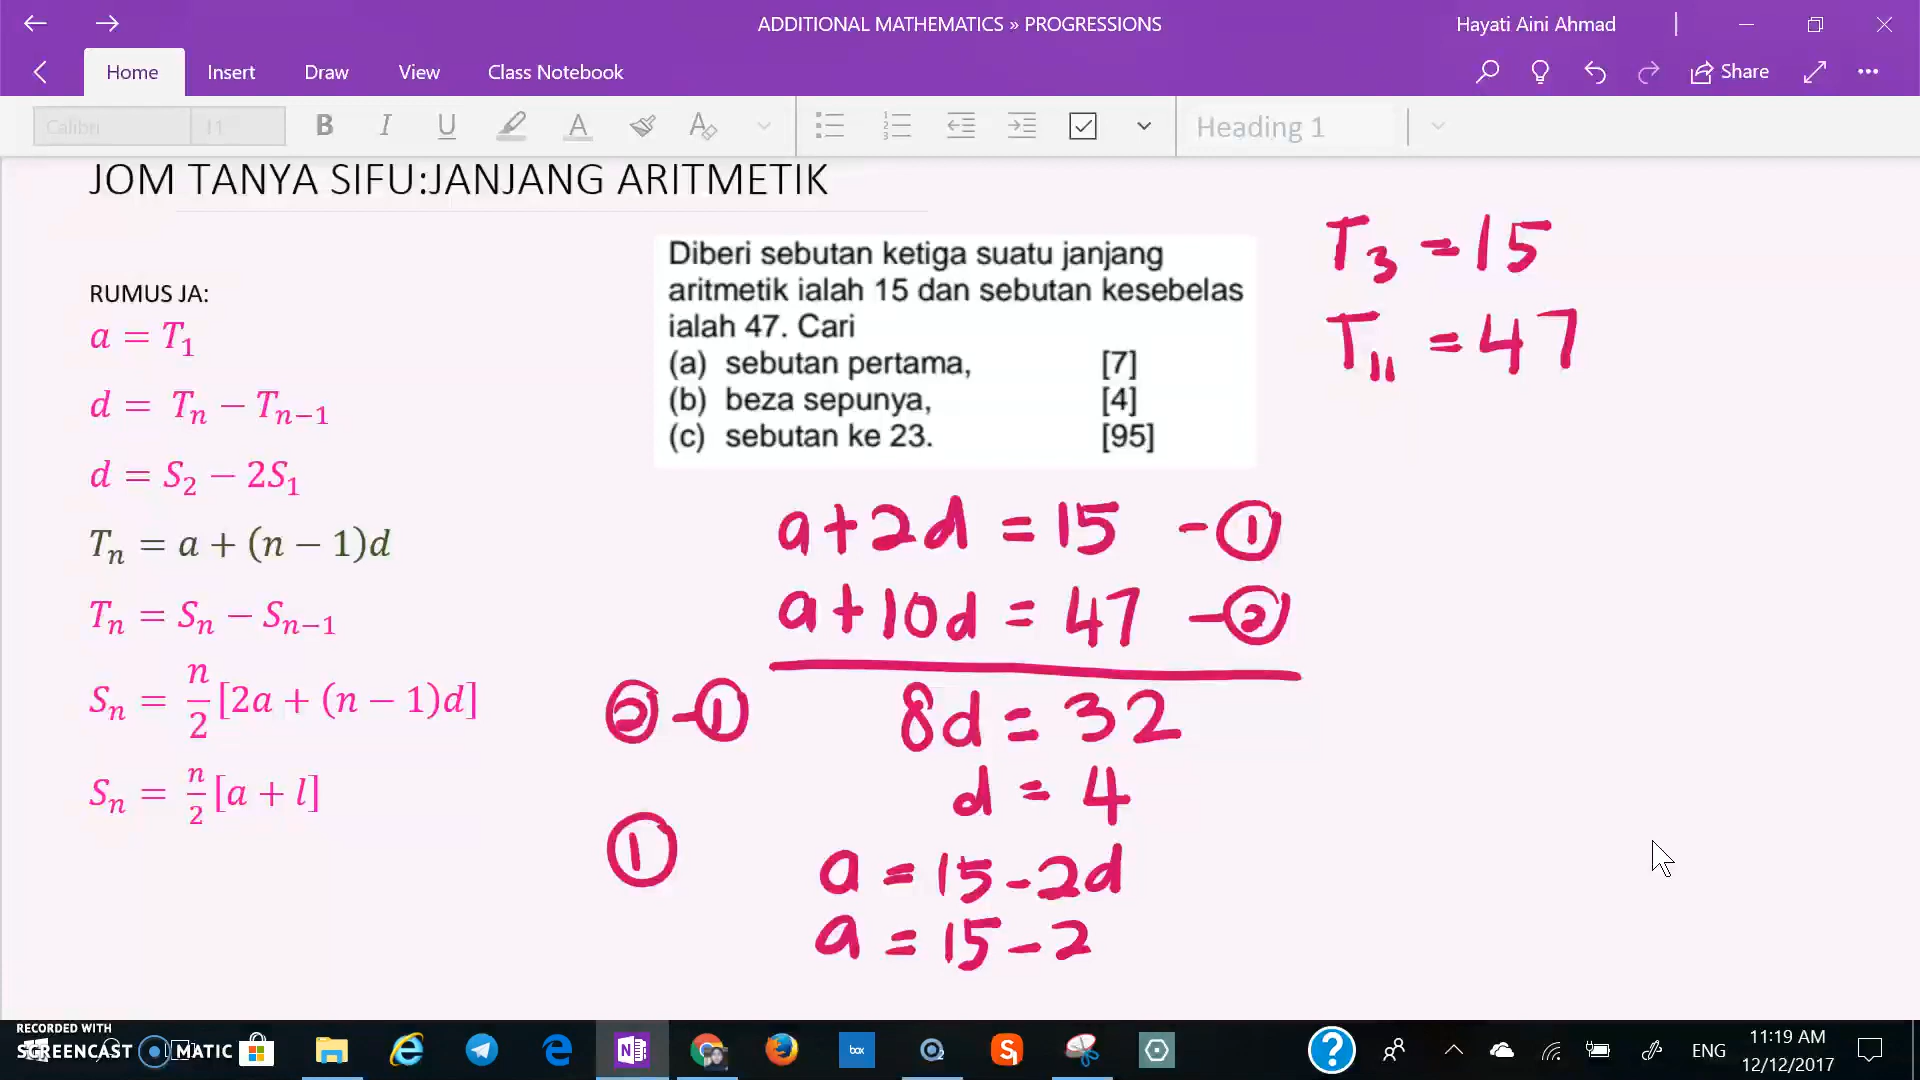 ADDITIONAL MATHEMATICS » PROGRESSIONS
Hayati Aini Ahmad
Home Insert Draw View Class Notebook
Share
Calibri 11 B I U A A Heading 1
JOM TANYA SIFU:JANJANG ARITMETIK
RUMUS JA:
a = T₁
d = Tₙ − Tₙ₋₁
d = S₂ − 2S₁
Tₙ = a + (n − 1)d
Tₙ = Sₙ − Sₙ₋₁
Sₙ = n/2 [2a + (n − 1)d]
Sₙ = n/2 [a + l]
Diberi sebutan ketiga suatu janjang
aritmetik ialah 15 dan sebutan kesebelas
ialah 47. Cari
(a) sebutan pertama, [7]
(b) beza sepunya, [4]
(c) sebutan ke 23. [95]
T₃ = 15
T₁₁ = 47
a + 2d = 15 - ①
a + 10d = 47 - ②
② - ① 8d = 32
d = 4
① a = 15 - 2d
a = 15 - 2
RECORDED WITH
SCREENCAST MATIC
box
ENG
11:19 AM
12/12/2017